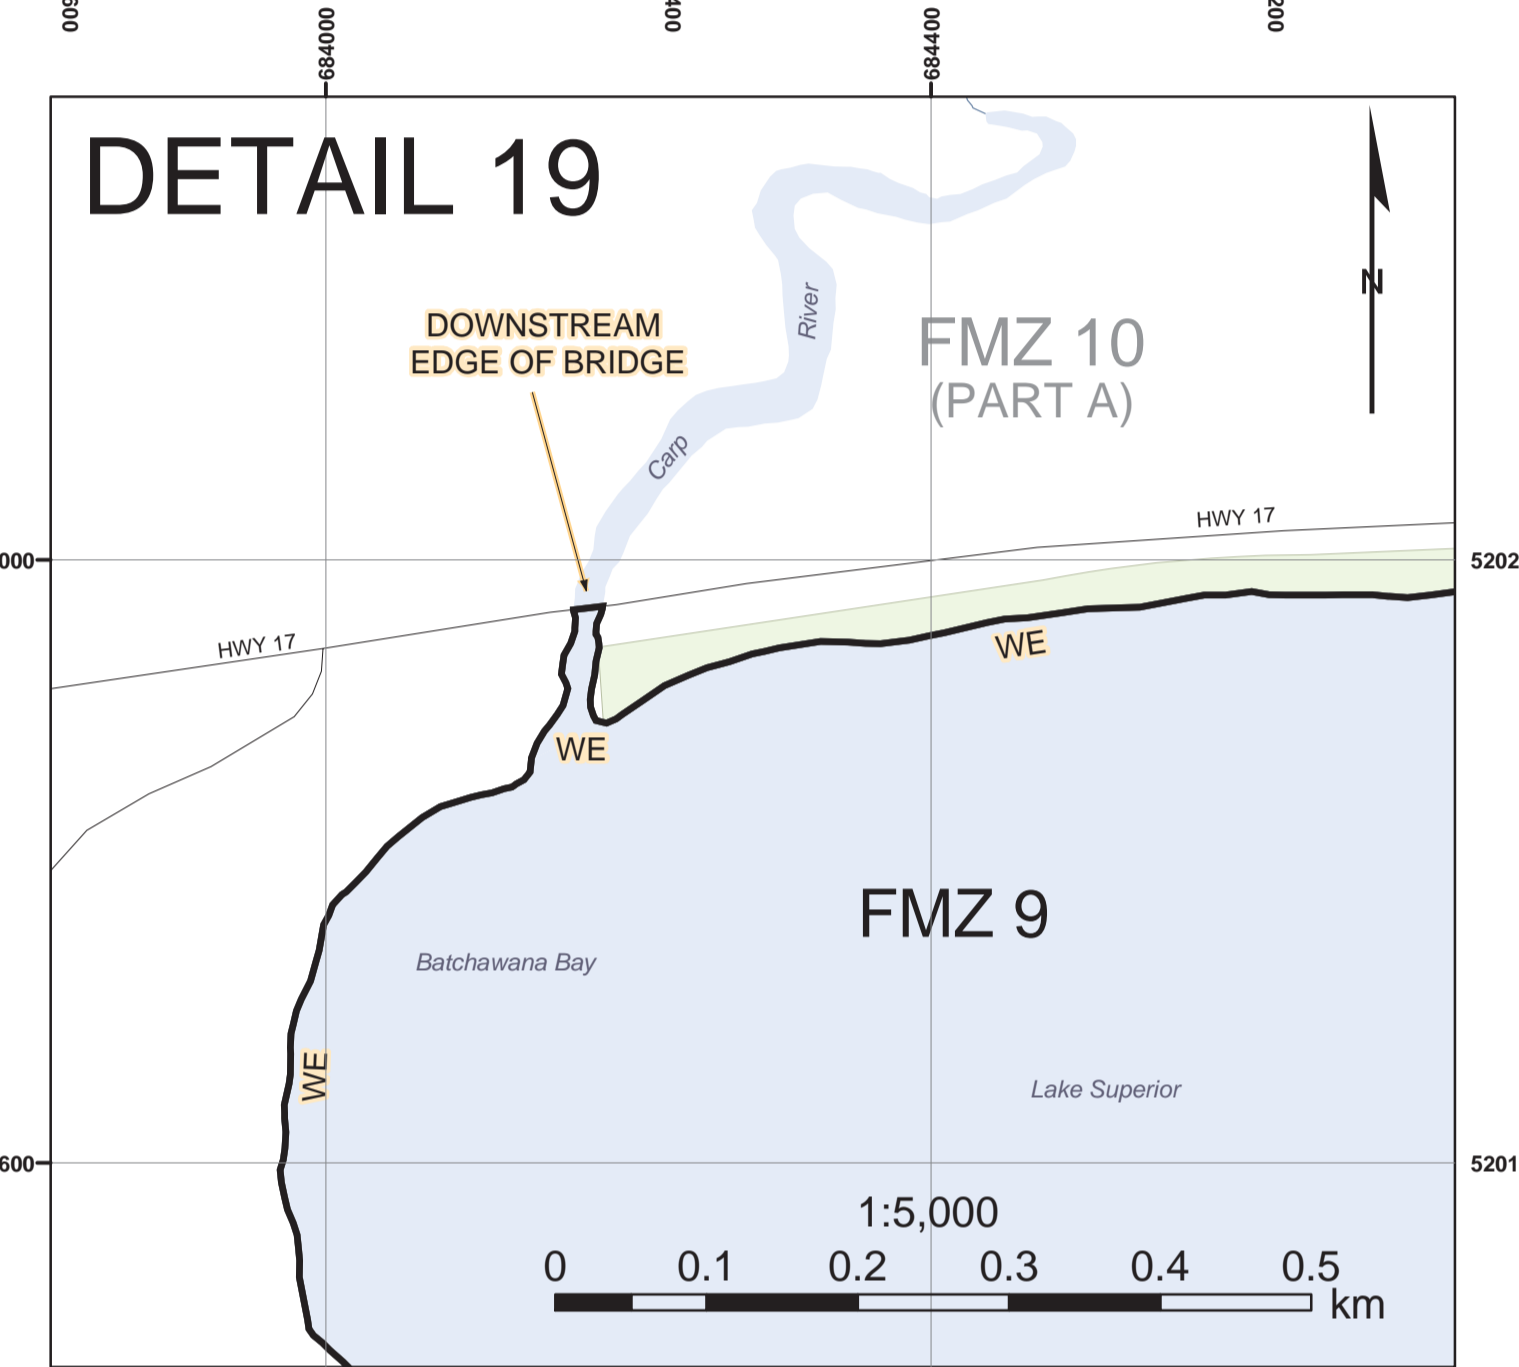 684000
684400
DETAIL 19
DOWNSTREAM
EDGE OF BRIDGE
River
Carp
FMZ 10
(PART A)
N
HWY 17
000
5202
HWY 17
WE
WE
FMZ 9
Batchawana Bay
WE
Lake Superior
600
5201
1:5,000
0 0.1 0.2 0.3 0.4 0.5
km